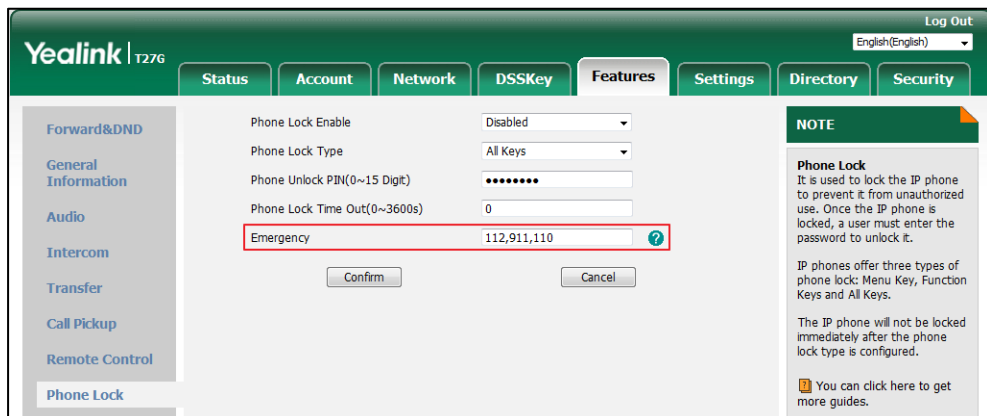 Log Out
English(English)
Yealink | T27G
Status Account Network DSSKey Features Settings Directory Security
Forward&DND
General
Information
Audio
Intercom
Transfer
Call Pickup
Remote Control
Phone Lock
Phone Lock Enable Disabled
Phone Lock Type All Keys
Phone Unlock PIN(0~15 Digit) ••••••••
Phone Lock Time Out(0~3600s) 0
Emergency 112,911,110 ?
Confirm Cancel
NOTE
Phone Lock
It is used to lock the IP phone
to prevent it from unauthorized
use. Once the IP phone is
locked, a user must enter the
password to unlock it.
IP phones offer three types of
phone lock: Menu Key, Function
Keys and All Keys.
The IP phone will not be locked
immediately after the phone
lock type is configured.
? You can click here to get
more guides.